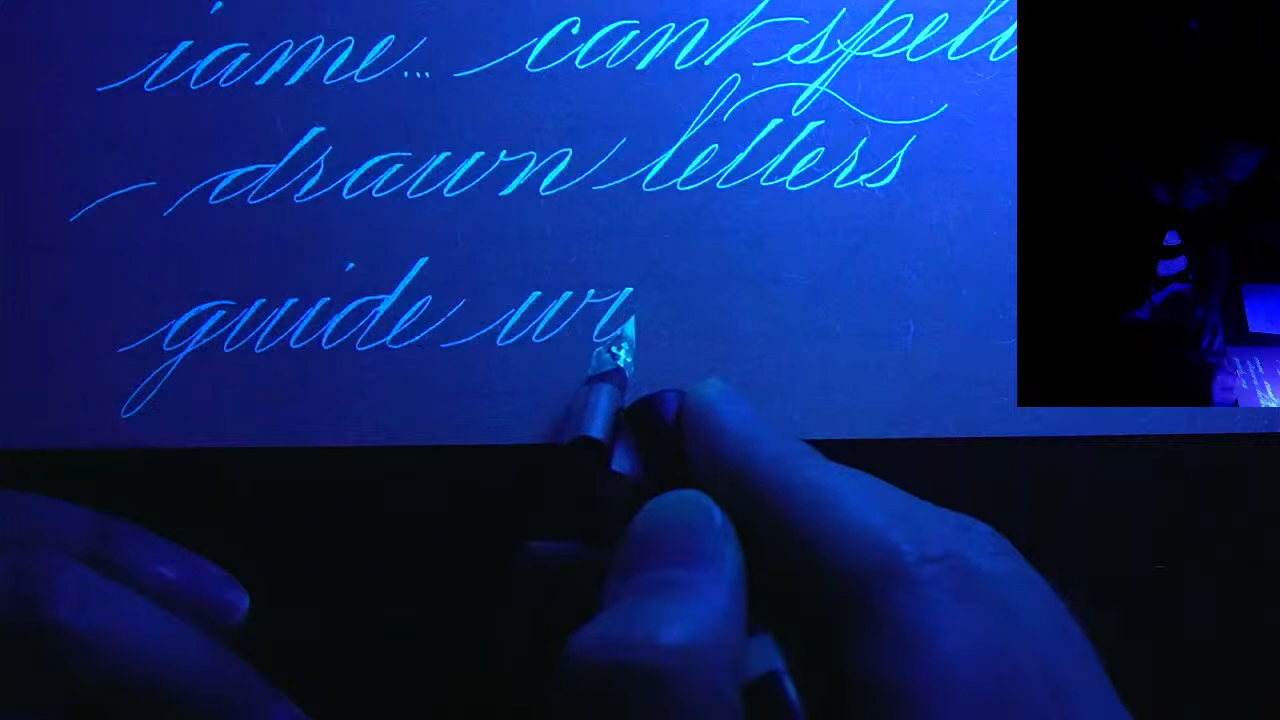 iame... cant spell
- drawn letters
guide wr